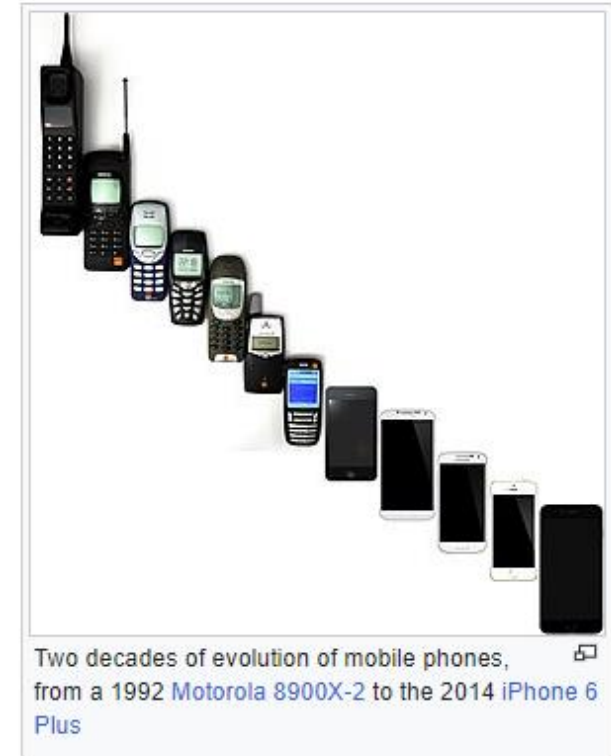 Two decades of evolution of mobile phones,
from a 1992 Motorola 8900X-2 to the 2014 iPhone 6
Plus